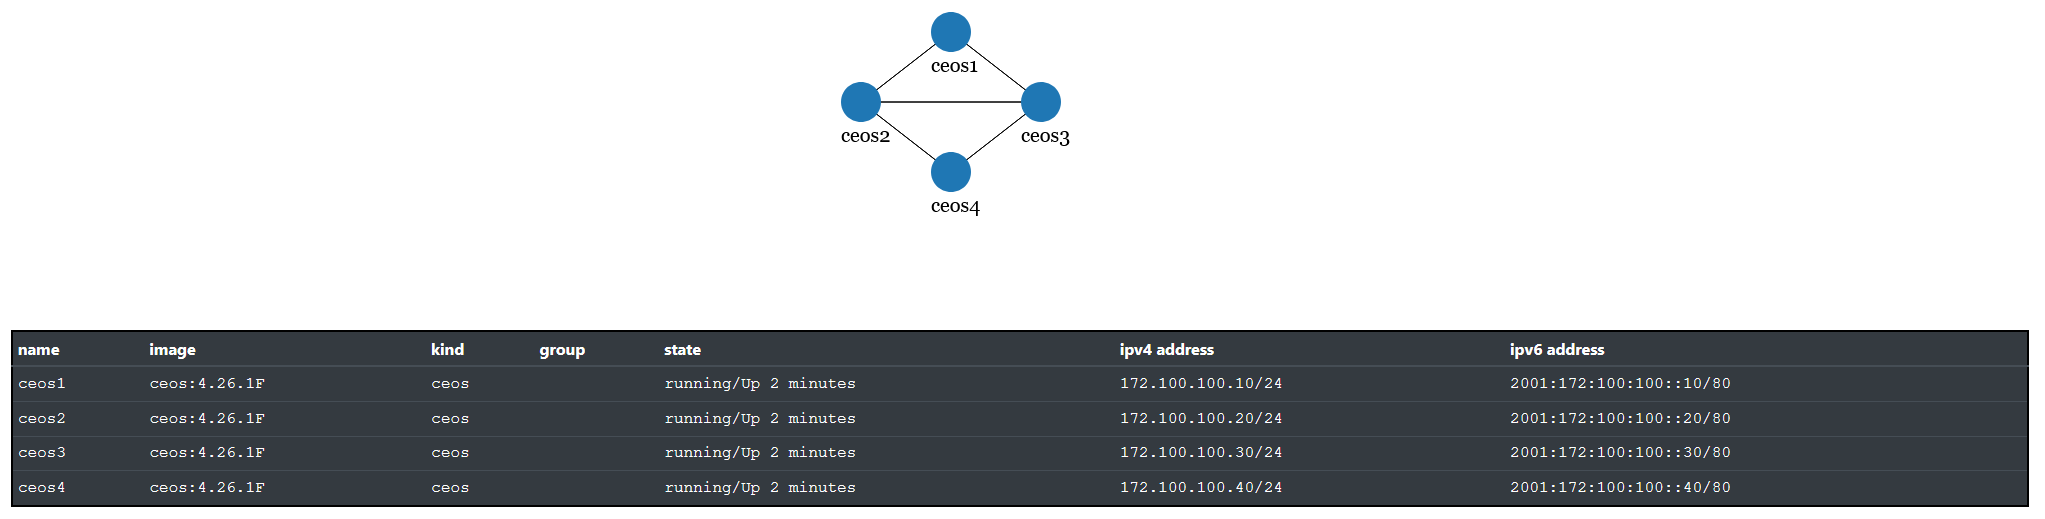 ceos1
ceos2 ceos3
ceos4
name image kind group state ipv4 address ipv6 address
ceos1 ceos:4.26.1F ceos running/Up 2 minutes 172.100.100.10/24 2001:172:100:100::10/80
ceos2 ceos:4.26.1F ceos running/Up 2 minutes 172.100.100.20/24 2001:172:100:100::20/80
ceos3 ceos:4.26.1F ceos running/Up 2 minutes 172.100.100.30/24 2001:172:100:100::30/80
ceos4 ceos:4.26.1F ceos running/Up 2 minutes 172.100.100.40/24 2001:172:100:100::40/80